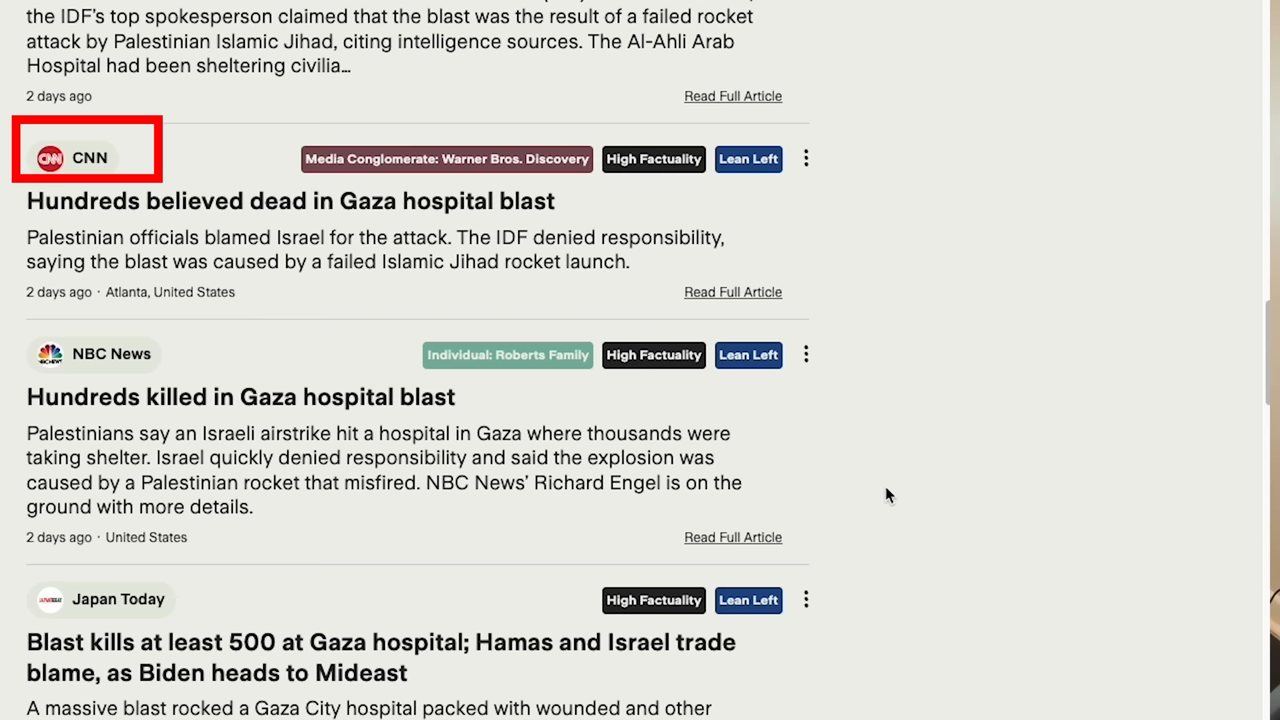 the IDF's top spokesperson claimed that the blast was the result of a failed rocket
attack by Palestinian Islamic Jihad, citing intelligence sources. The Al-Ahli Arab
Hospital had been sheltering civilia…
2 days ago Read Full Article
CNN CNN Media Conglomerate: Warner Bros. Discovery High Factuality Lean Left
Hundreds believed dead in Gaza hospital blast
Palestinian officials blamed Israel for the attack. The IDF denied responsibility,
saying the blast was caused by a failed Islamic Jihad rocket launch.
2 days ago · Atlanta, United States Read Full Article
NBC News Individual: Roberts Family High Factuality Lean Left
Hundreds killed in Gaza hospital blast
Palestinians say an Israeli airstrike hit a hospital in Gaza where thousands were
taking shelter. Israel quickly denied responsibility and said the explosion was
caused by a Palestinian rocket that misfired. NBC News' Richard Engel is on the
ground with more details.
2 days ago · United States Read Full Article
Japan Today High Factuality Lean Left
Blast kills at least 500 at Gaza hospital; Hamas and Israel trade
blame, as Biden heads to Mideast
A massive blast rocked a Gaza City hospital packed with wounded and other